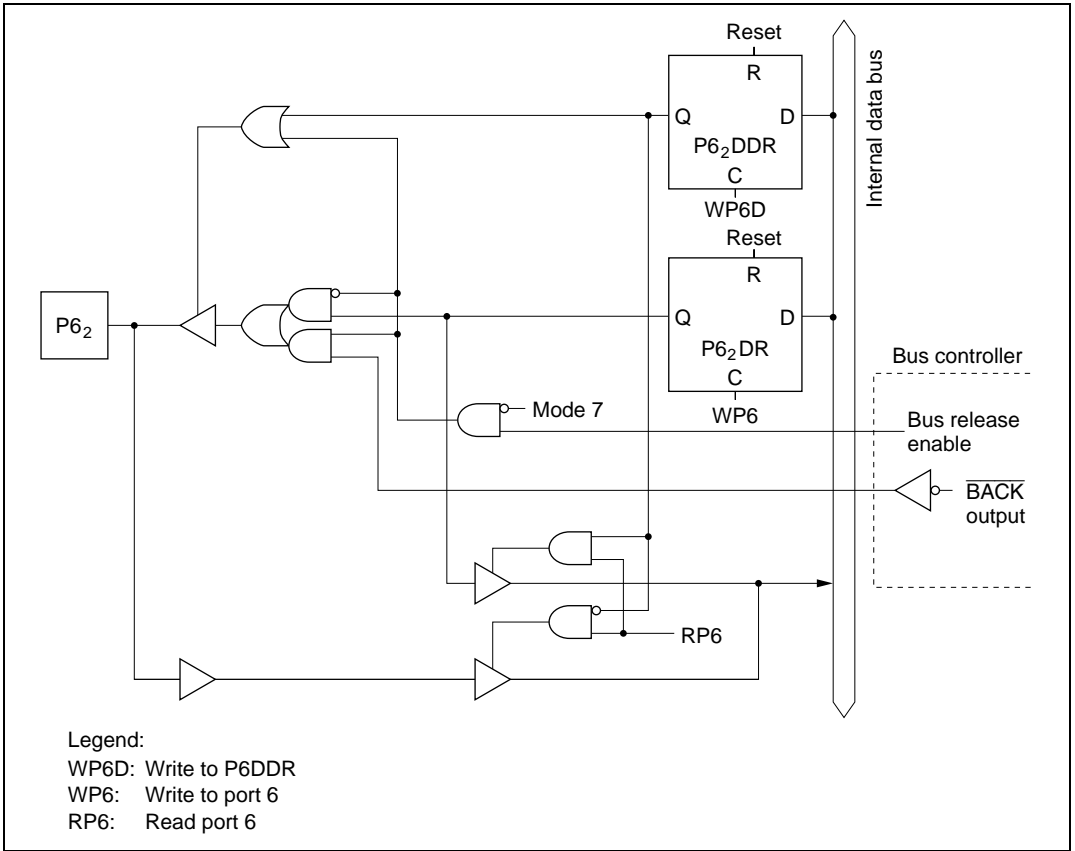 Reset
R
Q
D
P6₂DDR
C
WP6D
Internal data bus
Reset
R
Q
D
P6₂DR
C
WP6
P6₂
Bus controller
Mode 7
Bus release
enable
BACK
output
RP6
Legend:
WP6D: Write to P6DDR
WP6: Write to port 6
RP6: Read port 6